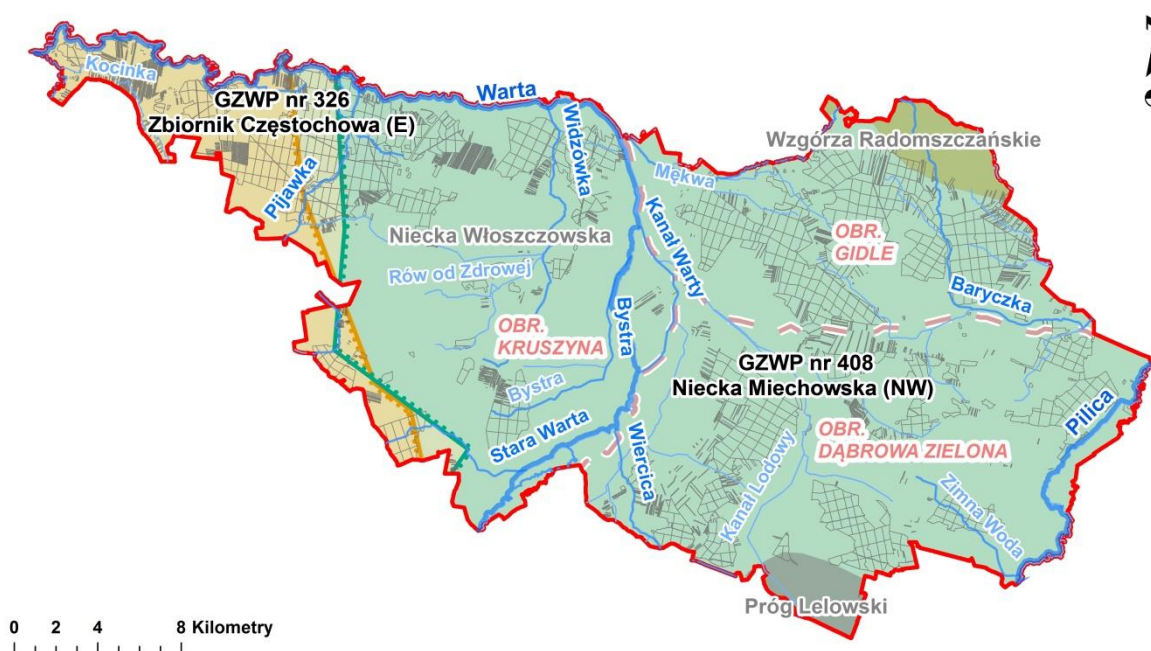 Kocinka
GZWP nr 326
Zbiornik Częstochowa (E)
Warta
Widzówka
Pijawka
Mękwa
Wzgórza Radomszczańskie
Niecka Włoszczowska
Rów od Zdrowej
Kanał Warty
OBR.
GIDLE
Baryczka
OBR.
KRUSZYNA
Bystra
Bystra
GZWP nr 408
Niecka Miechowska (NW)
Pilica
OBR.
DĄBROWA ZIELONA
Stara Warta
Wiercica
Kanał Lodowy
Zimna Woda
Próg Lelowski
0 2 4 8 Kilometry